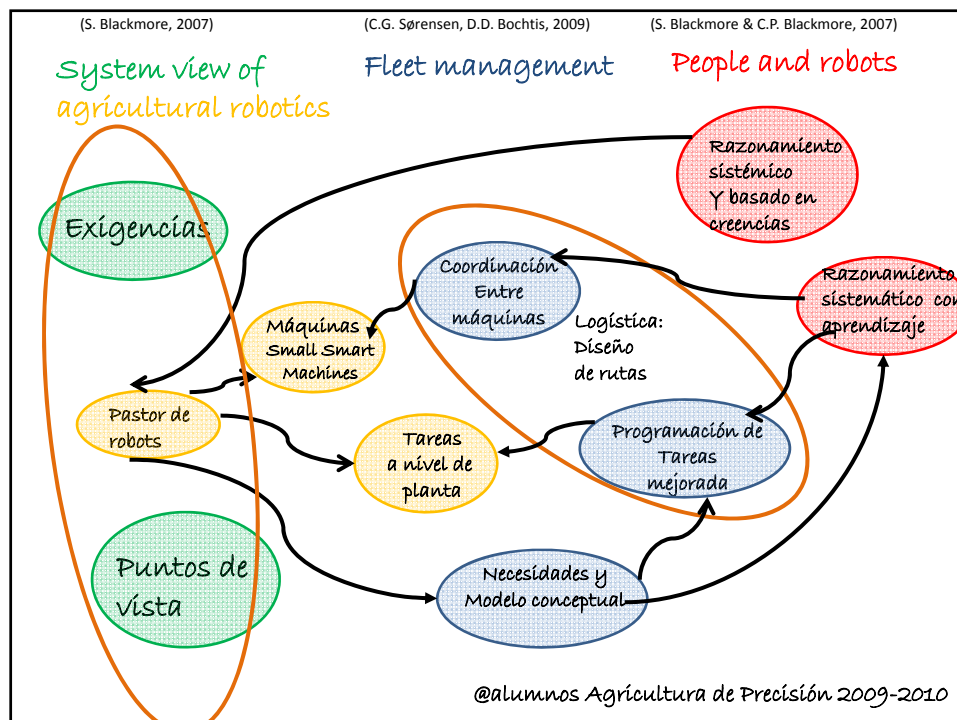 (S. Blackmore, 2007)
(C.G. Sørensen, D.D. Bochtis, 2009)
(S. Blackmore & C.P. Blackmore, 2007)
System view of
agricultural robotics
Fleet management
People and robots
Razonamiento
sistémico
Y basado en
creencias
Exigencias
Coordinación
Entre
máquinas
Razonamiento
sistemático con
aprendizaje
Logística:
Diseño
de rutas
Máquinas
Small Smart
Machines
Pastor de
robots
Tareas
a nivel de
planta
Programación de
Tareas
mejorada
Puntos de
vista
Necesidades y
Modelo conceptual
@alumnos Agricultura de Precisión 2009-2010